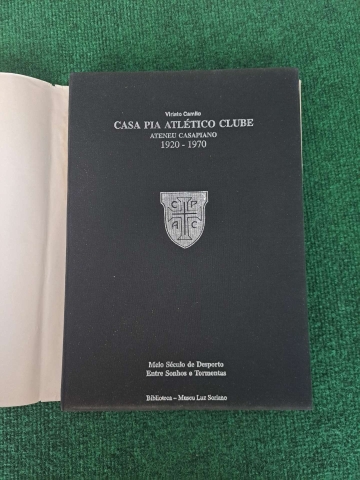 Viriato Camilo
CASA PIA ATLÉTICO CLUBE
ATENEU CASAPIANO
1920 - 1970
C P
A C
Meio Século de Desporto
Entre Sonhos e Tormentas
Biblioteca - Museu Luz Soriano